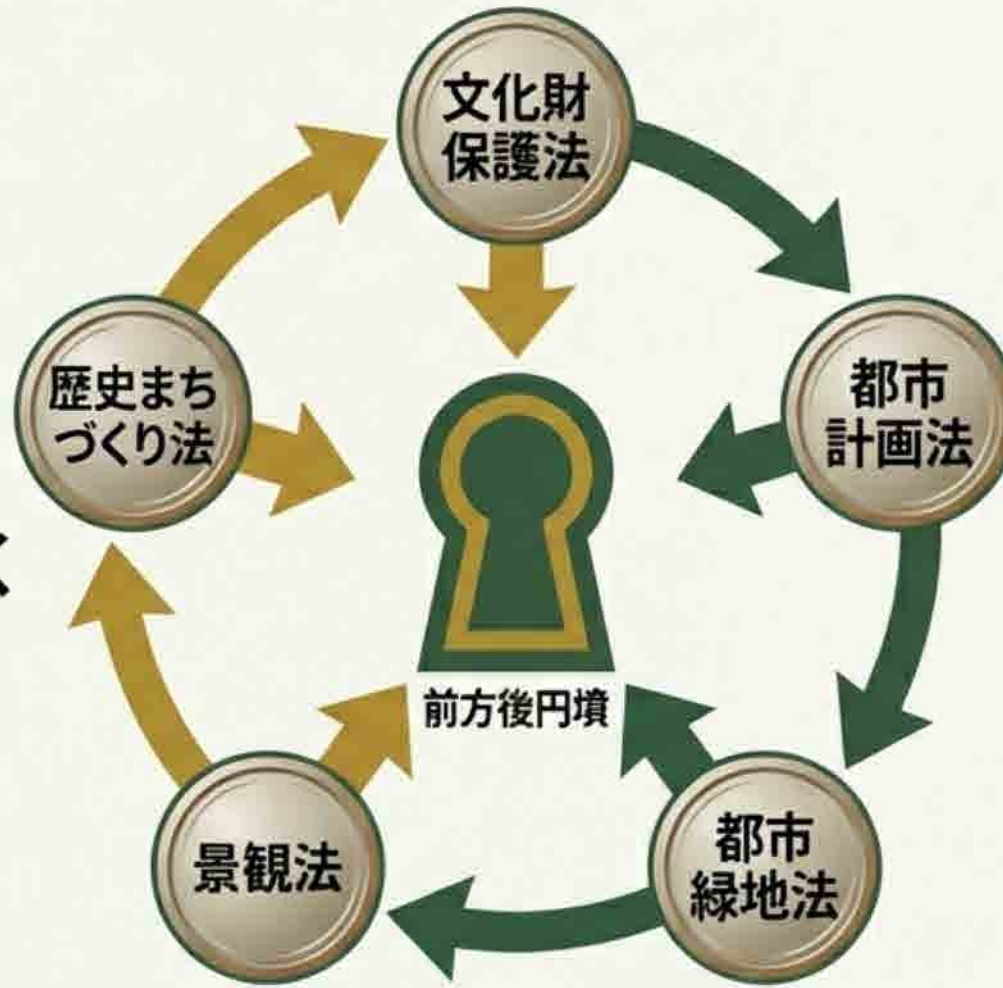 文化財
保護法
歴史まち
づくり法
都市
計画法
前方後円墳
景観法
都市
緑地法